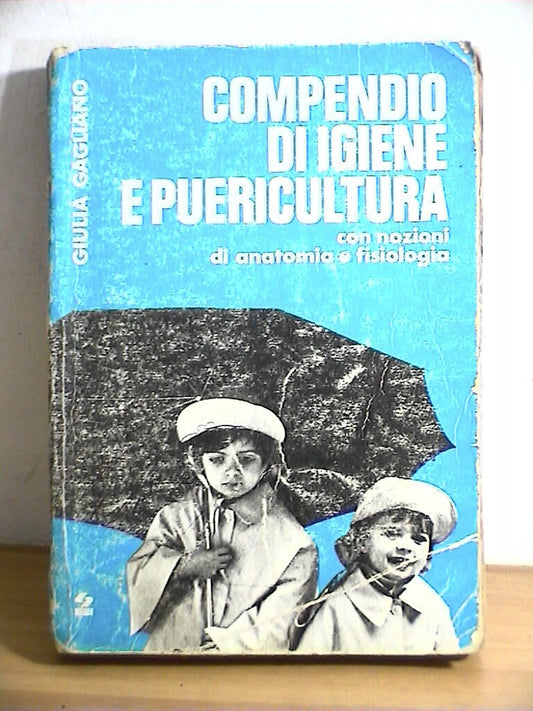 GIULIA GAGLIANO
COMPENDIO
DI IGIENE
E PUERICULTURA
con nozioni
di anatomia e fisiologia